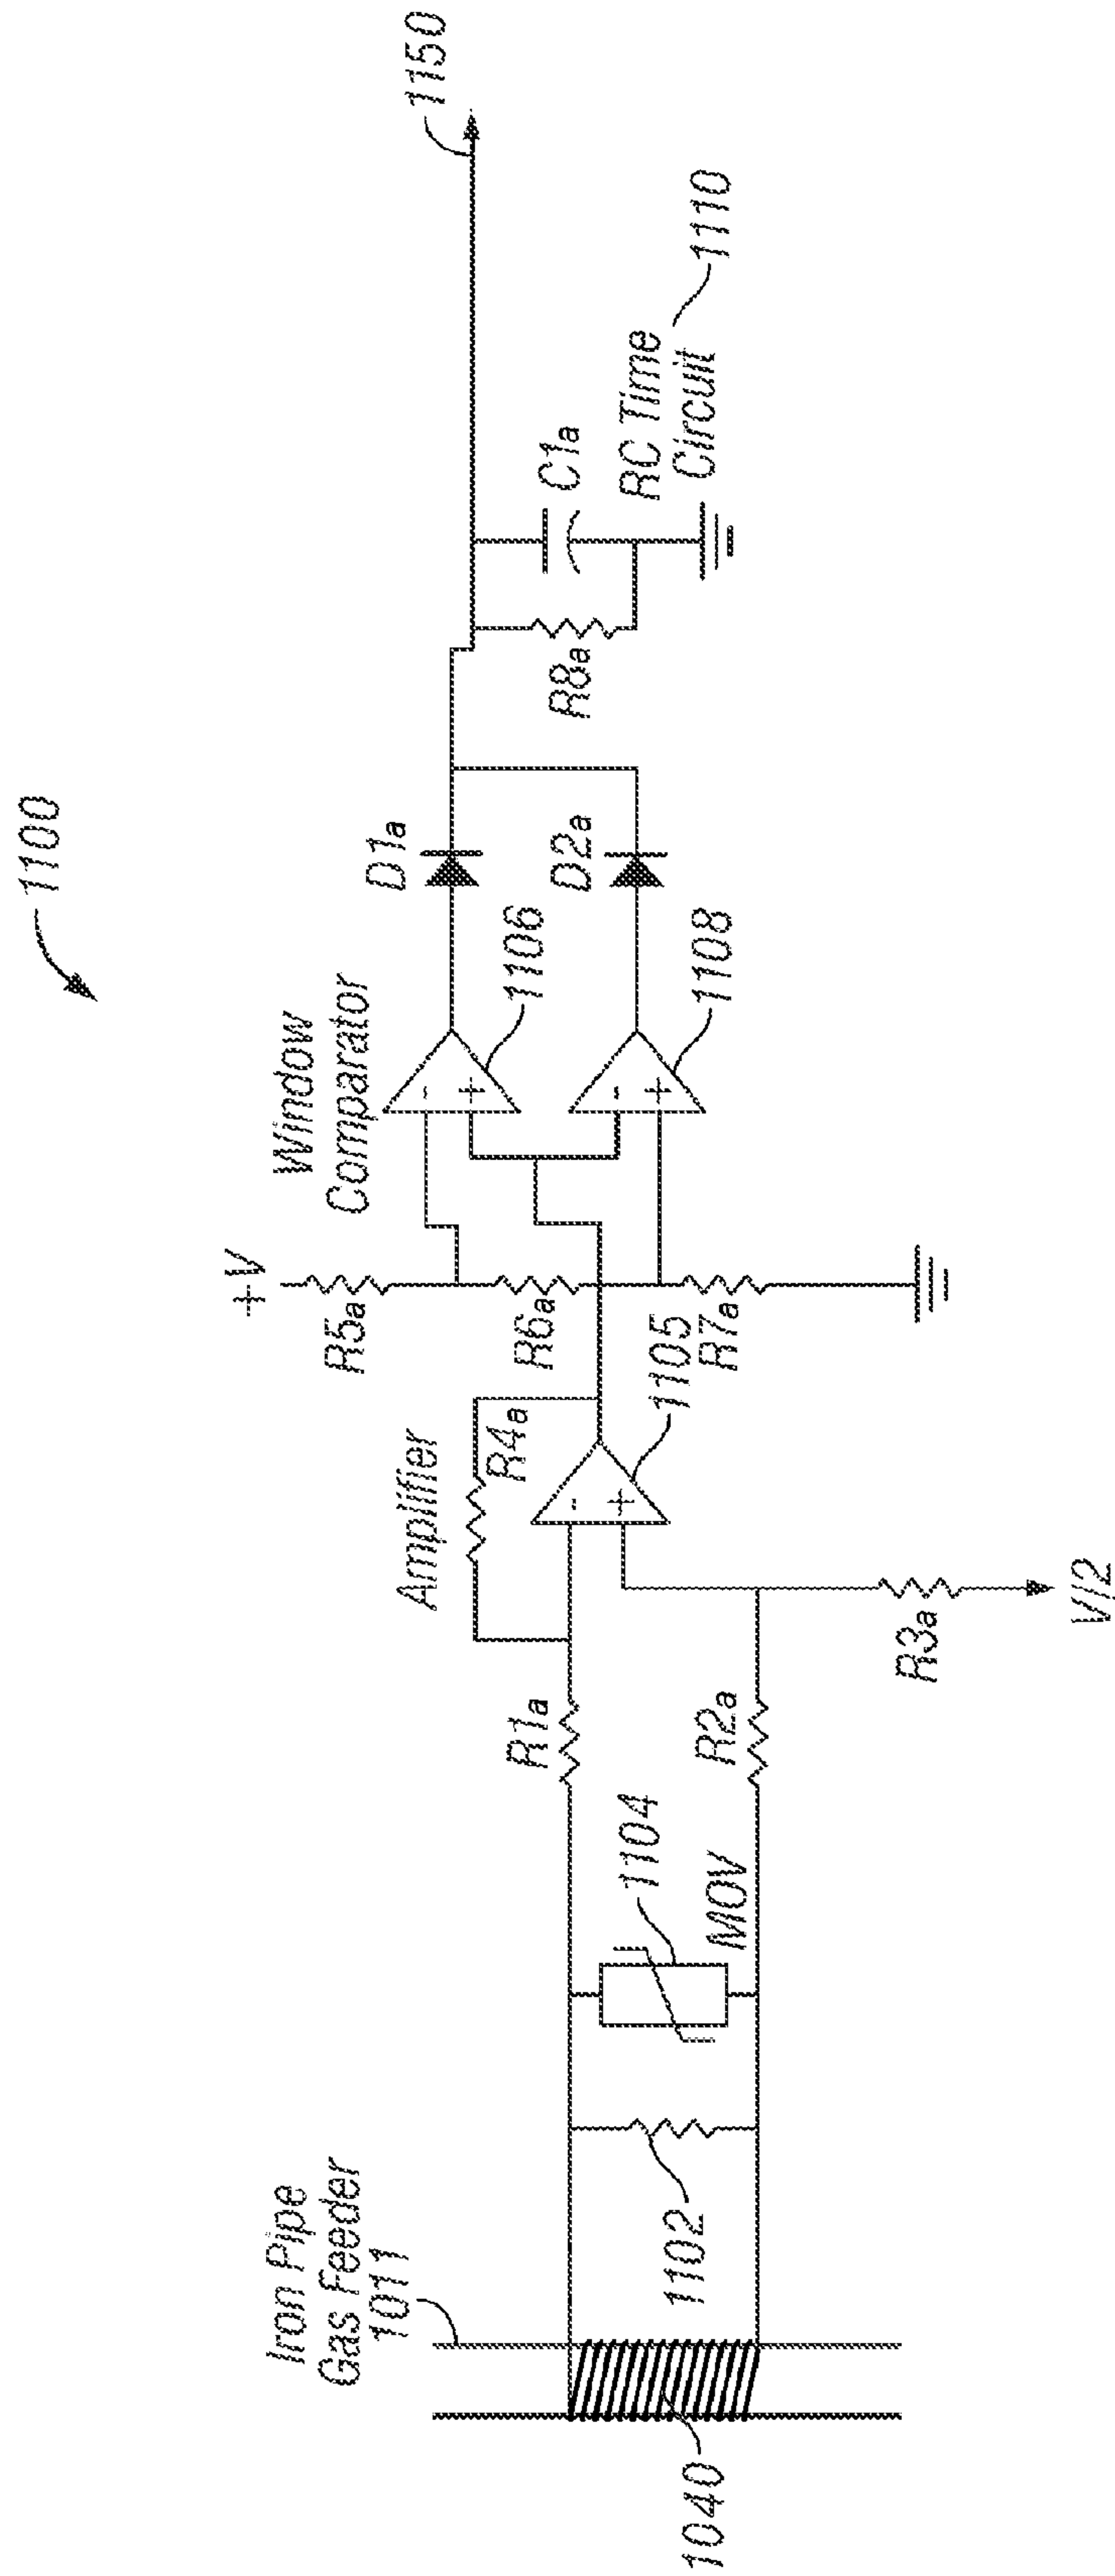 1100
Iron Pipe
Gas Feeder
1011
1040
1102
1104
MOV
R1a
R2a
Amplifier
R4a
-
+
1105
R3a
V/2
+V
R5a
R6a
R7a
Window
Comparator
-
+
1106
-
+
1108
D1a
D2a
R8a
C1a
RC Time
Circuit
1110
1150